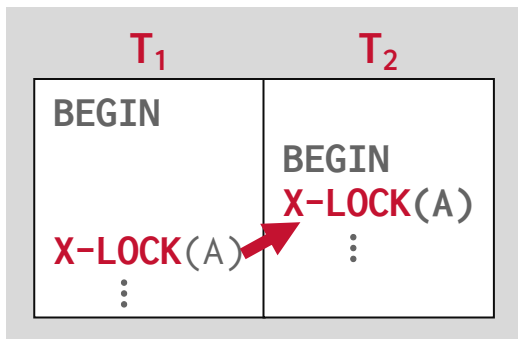 T₁ T₂
BEGIN
BEGIN
X-LOCK(A)
X-LOCK(A)
⋮
⋮